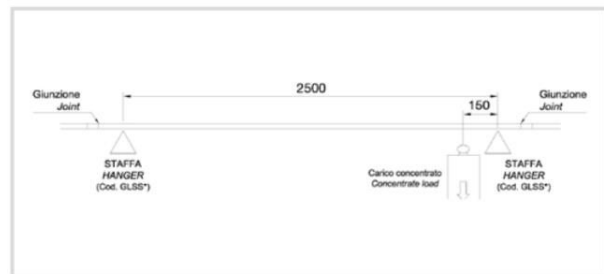 2500
Giunzione
Joint
150
Giunzione
Joint
STAFFA
HANGER
(Cod. GLSS*)
Carico concentrato
Concentrate load
STAFFA
HANGER
(Cod. GLSS*)